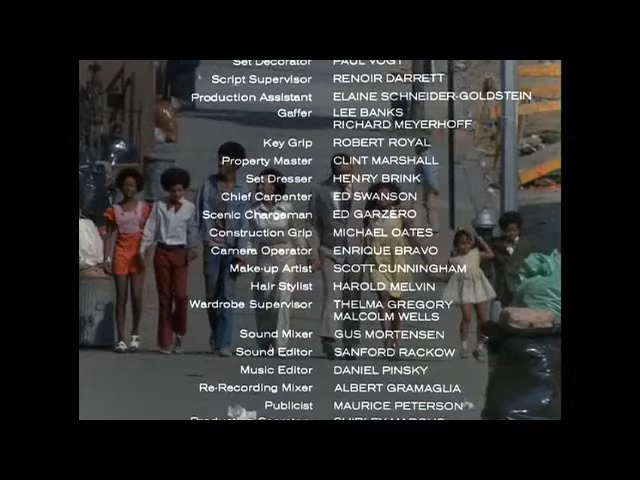 Set Decorator PAUL VOGT
Script Supervisor RENOIR DARRETT
Production Assistant ELAINE SCHNEIDER-GOLDSTEIN
Gaffer LEE BANKS
RICHARD MEYERHOFF
Key Grip ROBERT ROYAL
Property Master CLINT MARSHALL
Set Dresser HENRY BRINK
Chief Carpenter ED SWANSON
Scenic Chargeman ED GARZERO
Construction Grip MICHAEL OATES
Camera Operator ENRIQUE BRAVO
Make-up Artist SCOTT CUNNINGHAM
Hair Stylist HAROLD MELVIN
Wardrobe Supervisor THELMA GREGORY
MALCOLM WELLS
Sound Mixer GUS MORTENSEN
Sound Editor SANFORD RACKOW
Music Editor DANIEL PINSKY
Re-Recording Mixer ALBERT GRAMAGLIA
Publicist MAURICE PETERSON